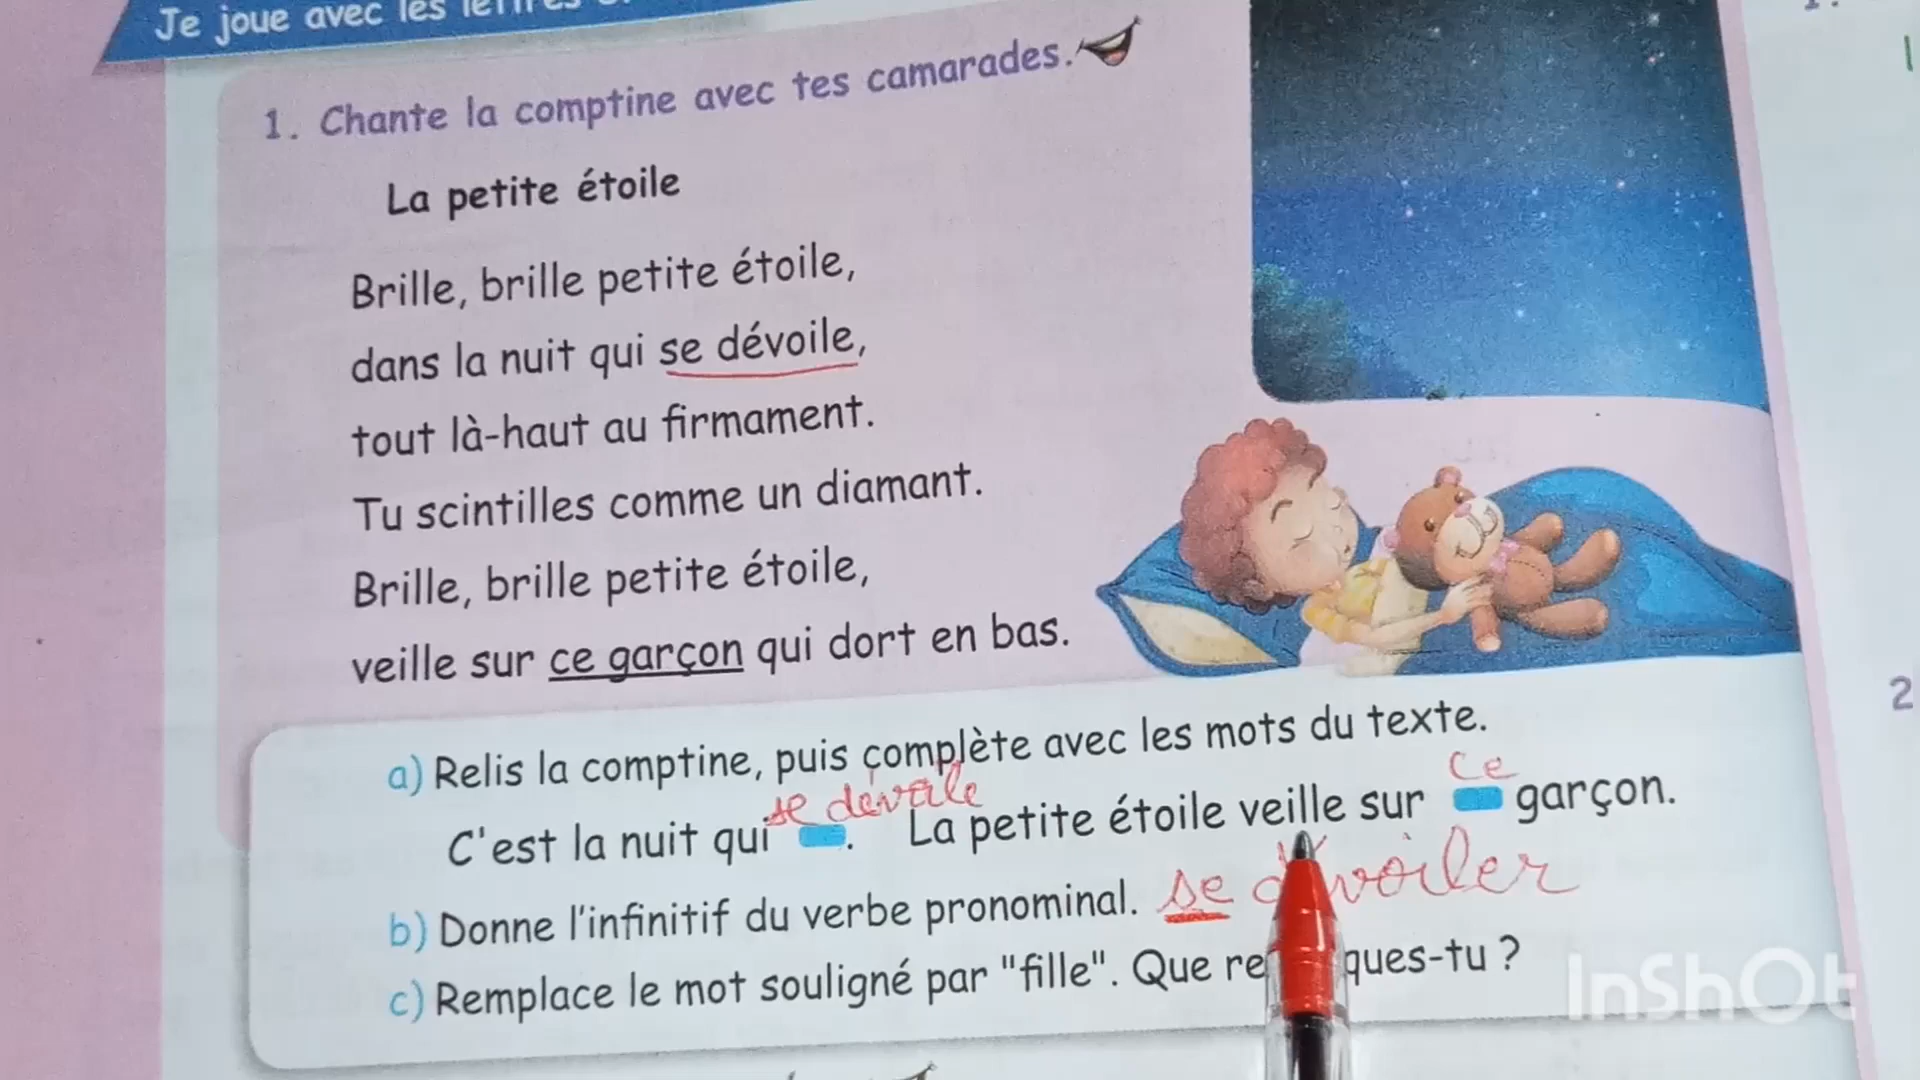 Je joue avec les
1. Chante la comptine avec tes camarades.
La petite étoile
Brille, brille petite étoile,
dans la nuit qui se dévoile,
tout là-haut au firmament.
Tu scintilles comme un diamant.
Brille, brille petite étoile,
veille sur ce garçon qui dort en bas.
a) Relis la comptine, puis complète avec les mots du texte.
se dévoile ce
C'est la nuit qui . La petite étoile veille sur garçon.
b) Donne l'infinitif du verbe pronominal. se
c) Remplace le mot souligné par "fille". Que
InShOt
2